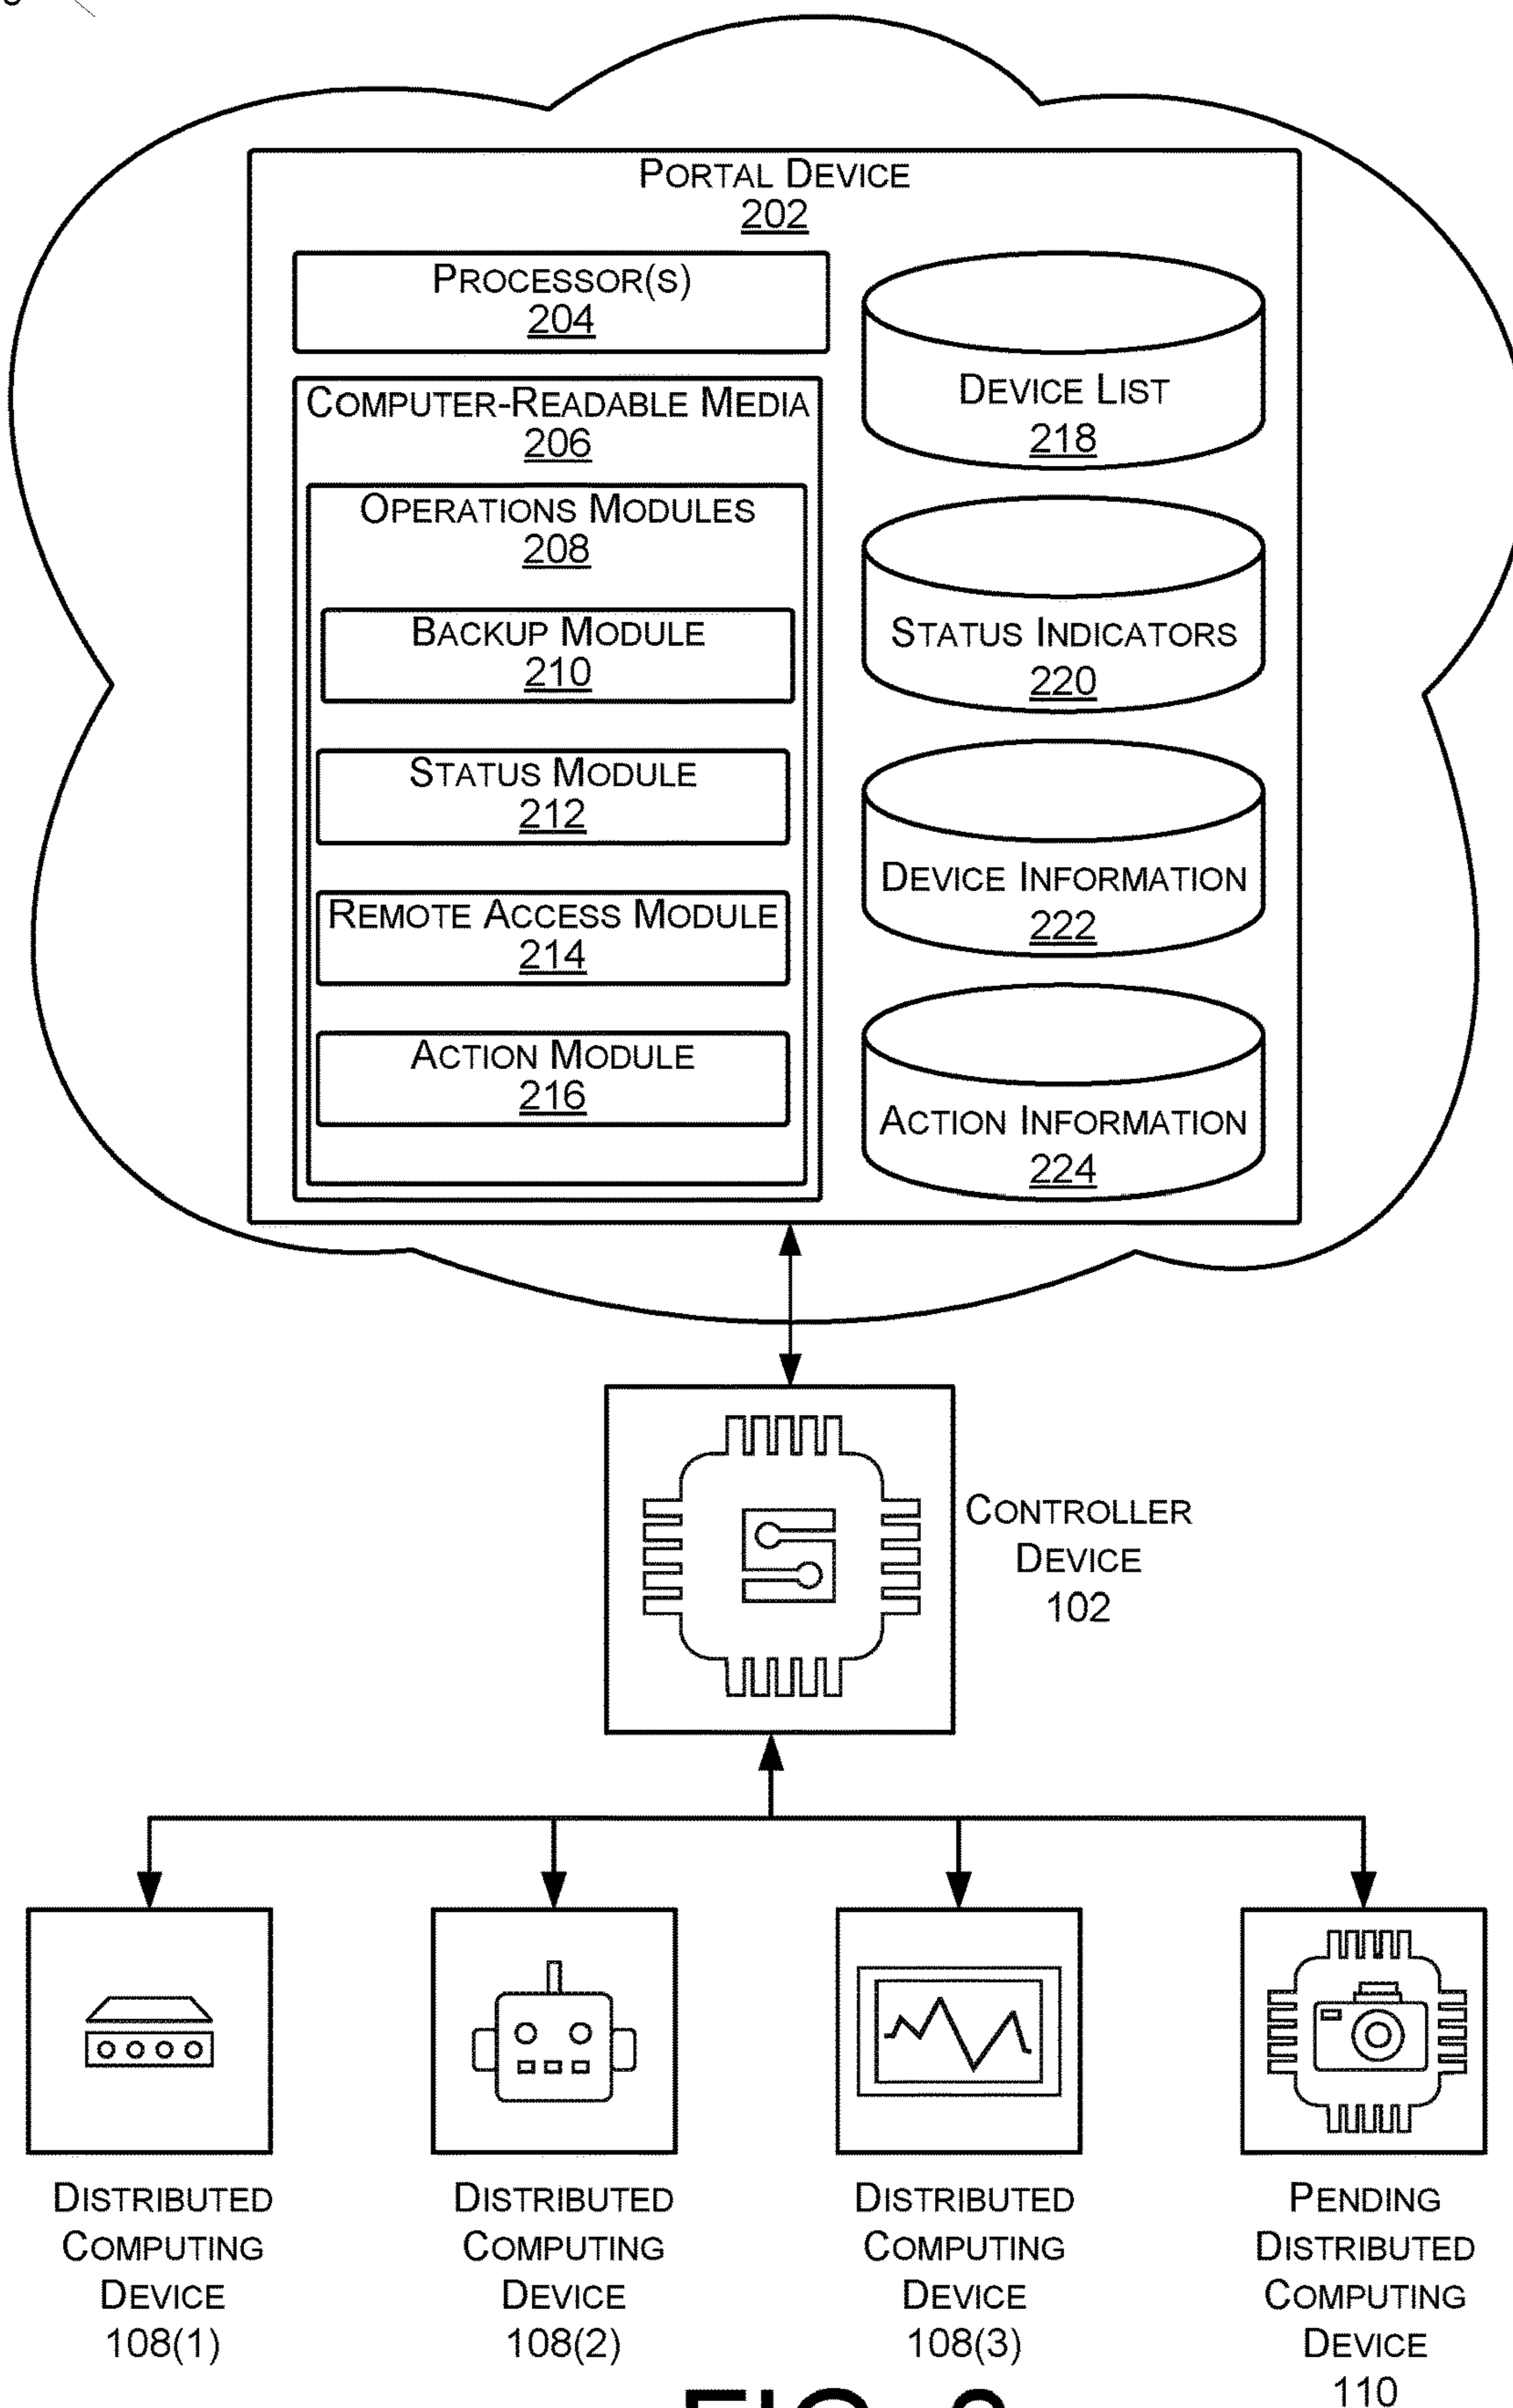 PORTAL DEVICE
202
PROCESSOR(S)
204
COMPUTER-READABLE MEDIA
206
OPERATIONS MODULES
208
BACKUP MODULE
210
STATUS MODULE
212
REMOTE ACCESS MODULE
214
ACTION MODULE
216
DEVICE LIST
218
STATUS INDICATORS
220
DEVICE INFORMATION
222
ACTION INFORMATION
224
CONTROLLER
DEVICE
102
DISTRIBUTED
COMPUTING
DEVICE
108(1)
DISTRIBUTED
COMPUTING
DEVICE
108(2)
DISTRIBUTED
COMPUTING
DEVICE
108(3)
PENDING
DISTRIBUTED
COMPUTING
DEVICE
110